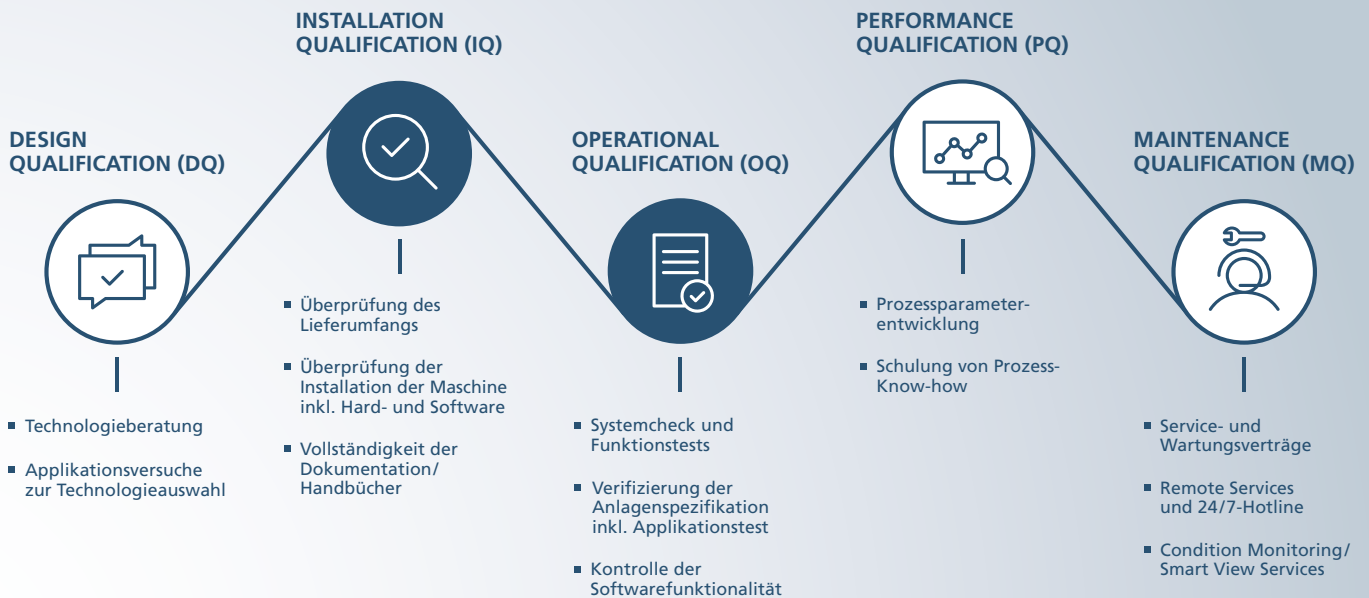 DESIGN
QUALIFICATION (DQ)
■ Technologieberatung
■ Applikationsversuche
zur Technologieauswahl
INSTALLATION
QUALIFICATION (IQ)
■ Überprüfung des
Lieferumfangs
■ Überprüfung der
Installation der Maschine
inkl. Hard- und Software
■ Vollständigkeit der
Dokumentation/
Handbücher
OPERATIONAL
QUALIFICATION (OQ)
■ Systemcheck und
Funktionstests
■ Verifizierung der
Anlagenspezifikation
inkl. Applikationstest
■ Kontrolle der
Softwarefunktionalität
PERFORMANCE
QUALIFICATION (PQ)
■ Prozessparameter-
entwicklung
■ Schulung von Prozess-
Know-how
MAINTENANCE
QUALIFICATION (MQ)
■ Service- und
Wartungsverträge
■ Remote Services
und 24/7-Hotline
■ Condition Monitoring/
Smart View Services